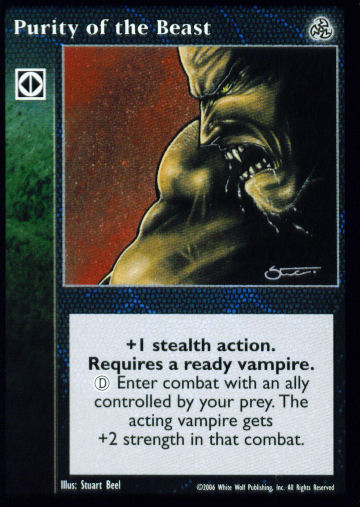 Purity of the Beast
+1 stealth action.
Requires a ready vampire.
Ⓓ Enter combat with an ally
controlled by your prey. The
acting vampire gets
+2 strength in that combat.
Illus: Stuart Beel
©2006 White Wolf Publishing, Inc. All Rights Reserved